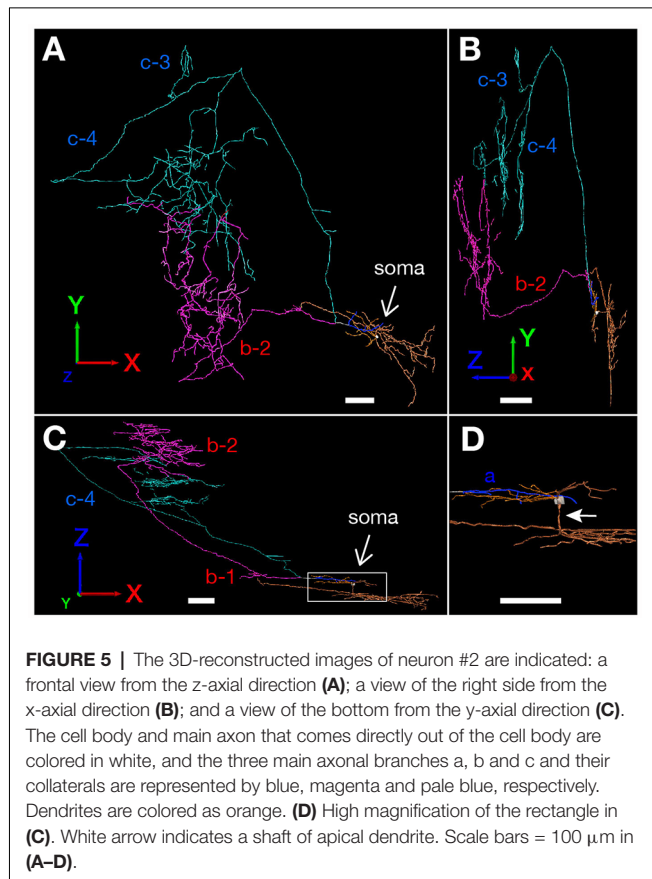 A
c-3
c-4
soma
b-2
Y
X
Z
B
c-3
c-4
b-2
Y
Z
X
C
b-2
c-4
soma
b-1
Z
X
Y
D
a
FIGURE 5 | The 3D-reconstructed images of neuron #2 are indicated: a
frontal view from the z-axial direction (A); a view of the right side from the
x-axial direction (B); and a view of the bottom from the y-axial direction (C).
The cell body and main axon that comes directly out of the cell body are
colored in white, and the three main axonal branches a, b and c and their
collaterals are represented by blue, magenta and pale blue, respectively.
Dendrites are colored as orange. (D) High magnification of the rectangle in
(C). White arrow indicates a shaft of apical dendrite. Scale bars = 100 μm in
(A–D).